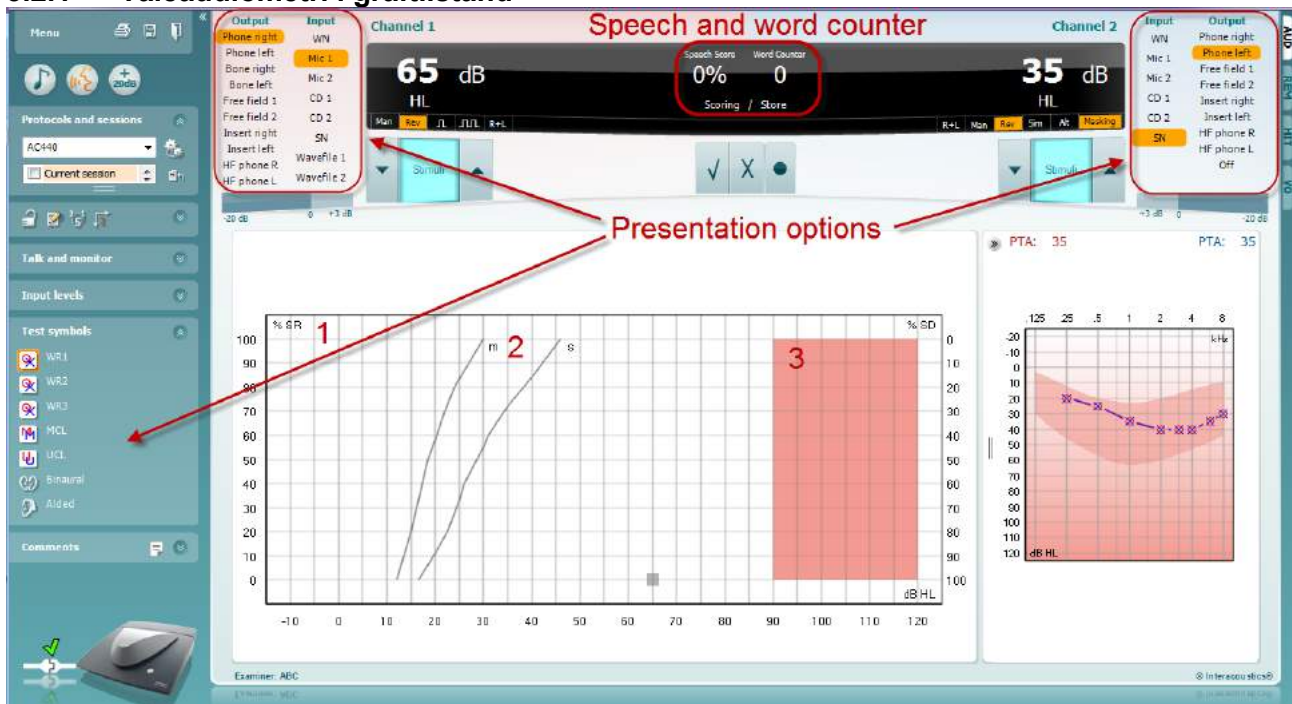 Menu
Protocols and sessions
AC440
Current session
Talk and monitor
Input levels
Test symbols
WR1
WR2
WR3
MCL
UCL
Binaural
Aided
Comments
Output Input
Phone right WN
Phone left Mic 1
Bone right Mic 2
Bone left
Free field 1 CD 1
Free field 2 CD 2
Insert right SN
Insert left Wavefile 1
HF phone R
HF phone L Wavefile 2
Channel 1
Speech and word counter
Channel 2
65 dB
HL
Speech Score Word Counter
0% 0
Scoring / Store
35 dB
HL
Man Rev R+L
R+L Man Rev Sim Alt Masking
Input Output
WN Phone right
Mic 1 Phone left
Mic 2 Free field 1
Free field 2
CD 1 Insert right
CD 2 Insert left
SN HF phone R
HF phone L
Off
20dB
Stimuli
Stimuli
-20 dB 0 +3 dB
+3 dB 0 -20 dB
AUD
REM
HIT
Presentation options
% SR 1
m 2 s
3
% SD
100
90
80
70
60
50
40
30
20
10
0
0
10
20
30
40
50
60
70
80
90
100
dB HL
-10 0 10 20 30 40 50 60 70 80 90 100 110 120
PTA: 35
PTA: 35
.125 .25 .5 1 2 4 8
kHz
-20
-10
0
10
20
30
40
50
60
70
80
90
100
110
120
dB HL
Examiner: ABC
® Interacoustics®